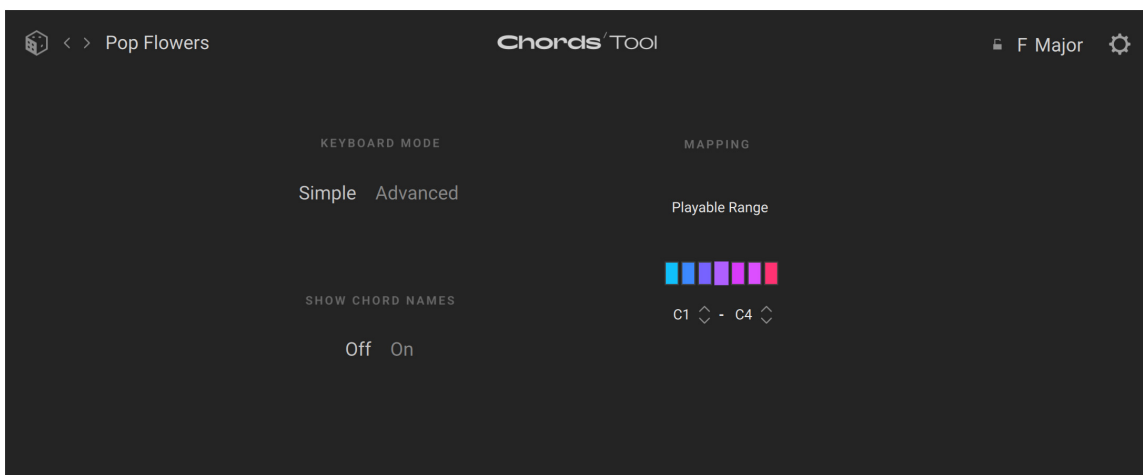 Pop Flowers
Chords'Tool
F Major
KEYBOARD MODE
Simple Advanced
SHOW CHORD NAMES
Off On
MAPPING
Playable Range
C1 - C4